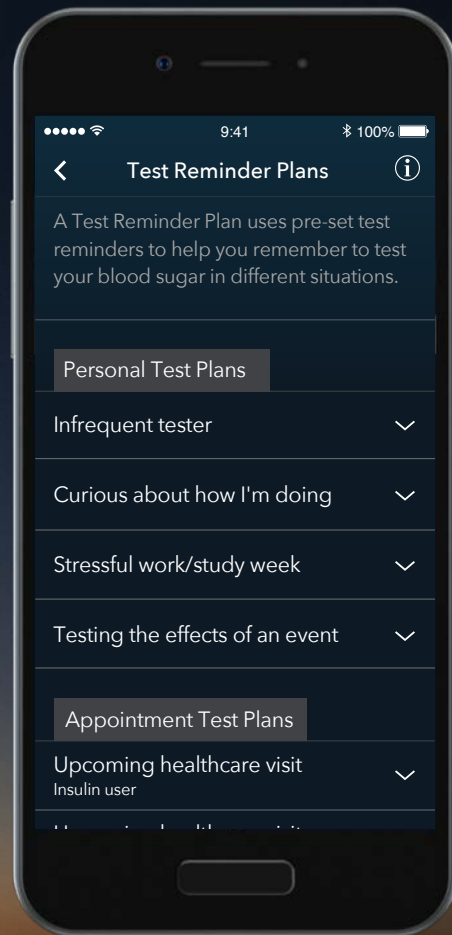 9:41
100%
Test Reminder Plans
A Test Reminder Plan uses pre-set test
reminders to help you remember to test
your blood sugar in different situations.
Personal Test Plans
Infrequent tester
Curious about how I'm doing
Stressful work/study week
Testing the effects of an event
Appointment Test Plans
Upcoming healthcare visit
Insulin user